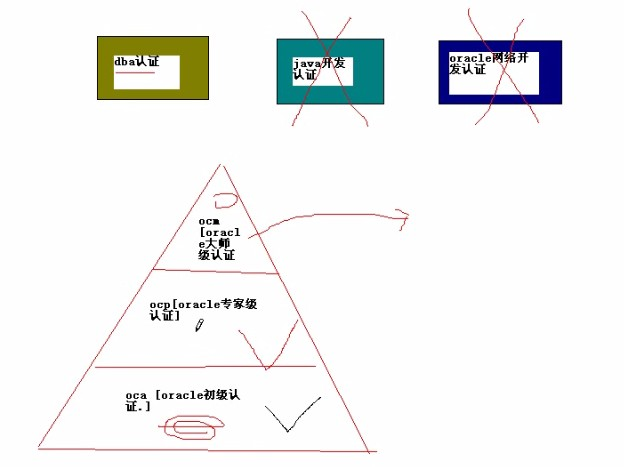 dba认证
java开发
认证
oracle网络开
发认证
ocm
[oracl
e大师
级认证
ocp[oracle专家级
认证]
oca [oracle初级认
证.]